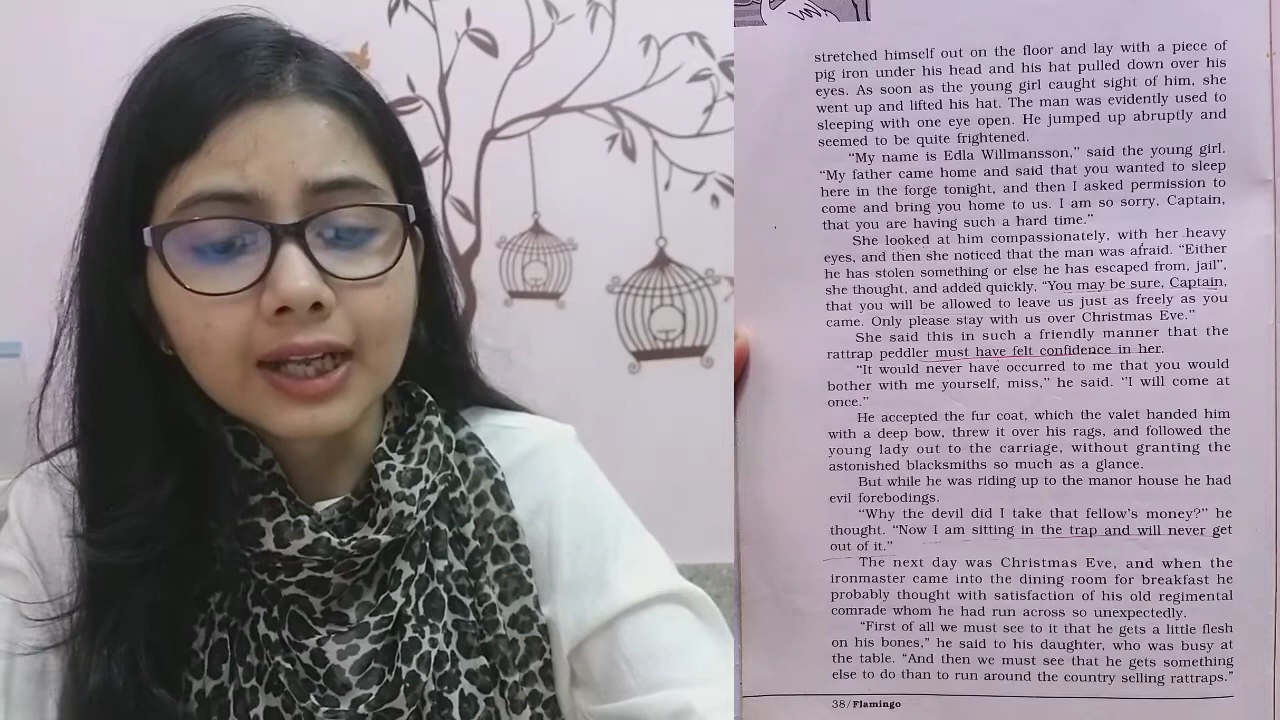 stretched himself out on the floor and lay with a piece of
pig iron under his head and his hat pulled down over his
eyes. As soon as the young girl caught sight of him, she
went up and lifted his hat. The man was evidently used to
sleeping with one eye open. He jumped up abruptly and
seemed to be quite frightened.
"My name is Edla Willmansson," said the young girl.
"My father came home and said that you wanted to sleep
here in the forge tonight, and then I asked permission to
come and bring you home to us. I am so sorry, Captain,
that you are having such a hard time."
She looked at him compassionately, with her heavy
eyes, and then she noticed that the man was afraid. "Either
he has stolen something or else he has escaped from, jail",
she thought, and added quickly, "You may be sure, Captain,
that you will be allowed to leave us just as freely as you
came. Only please stay with us over Christmas Eve."
She said this in such a friendly manner that the
rattrap peddler must have felt confidence in her.
"It would never have occurred to me that you would
bother with me yourself, miss," he said. "I will come at
once."
He accepted the fur coat, which the valet handed him
with a deep bow, threw it over his rags, and followed the
young lady out to the carriage, without granting the
astonished blacksmiths so much as a glance.
But while he was riding up to the manor house he had
evil forebodings.
"Why the devil did I take that fellow's money?" he
thought. "Now I am sitting in the trap and will never get
out of it."
The next day was Christmas Eve, and when the
ironmaster came into the dining room for breakfast he
probably thought with satisfaction of his old regimental
comrade whom he had run across so unexpectedly.
"First of all we must see to it that he gets a little flesh
on his bones," he said to his daughter, who was busy at
the table. "And then we must see that he gets something
else to do than to run around the country selling rattraps."
38/Flamingo